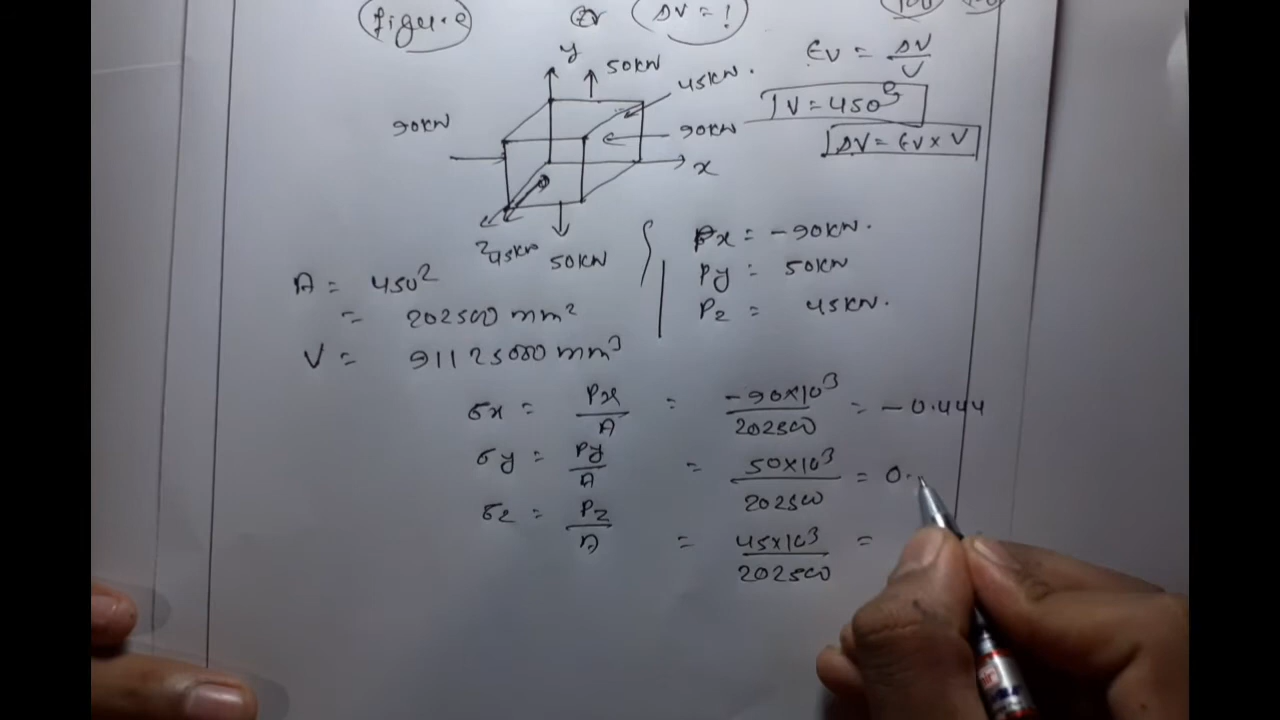 Figure
ΔV = ?
y
50kN
45kN.
90kN
90kN
x
z
45kN
50kN
Ev = ΔV/V
V = 450³
ΔV = Ev × V
Px = -90kN.
Py = 50kN
Pz = 45kN.
A = 450²
= 202500 mm²
V = 91125000 mm³
σx = Px/A = -90×10³/202500 = -0.444
σy = Py/A = 50×10³/202500 = 0.
σz = Pz/A = 45×10³/202500 =